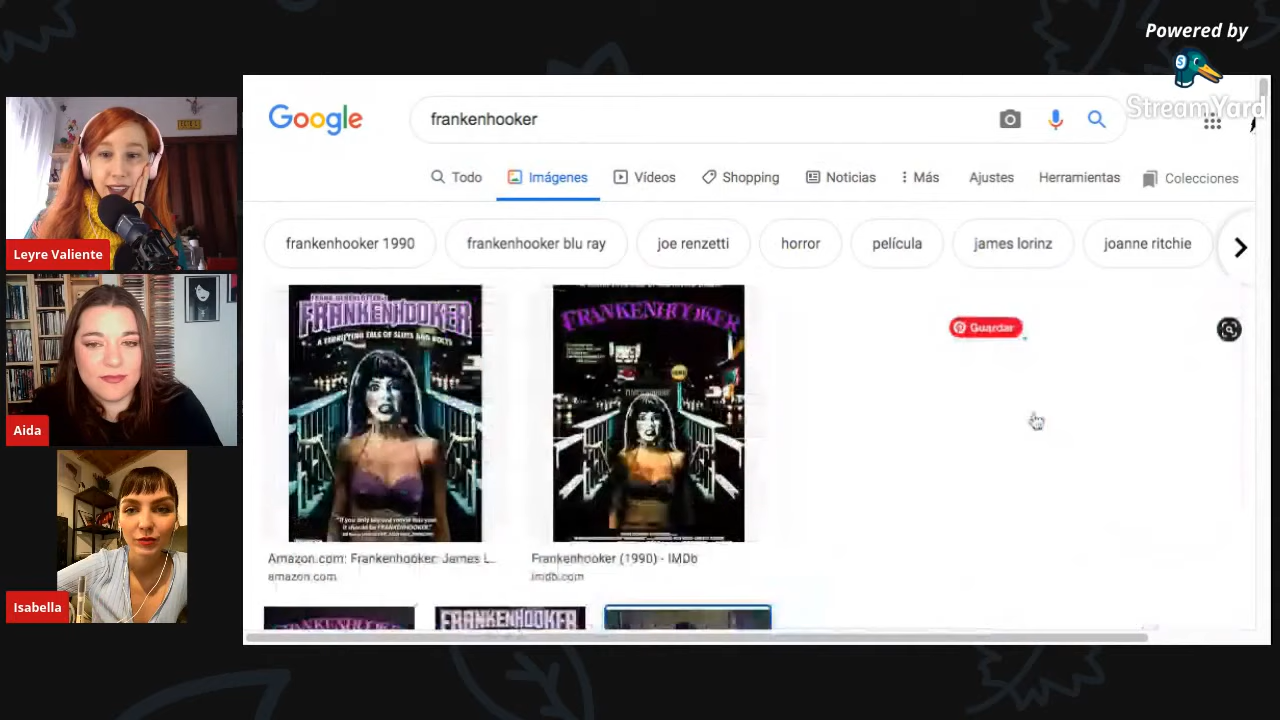 Powered by
StreamYard
Leyre Valiente
Aida
Isabella
Google
frankenhooker
Todo
Imágenes
Vídeos
Shopping
Noticias
Más
Ajustes
Herramientas
Colecciones
frankenhooker 1990
frankenhooker blu ray
joe renzetti
horror
película
james lorinz
joanne ritchie
FRANKENHOOKER
A TERRIFYING TALE OF SLUTS AND BOLTS
FRANKENHOOKER
Guardar
Amazon.com: Frankenhooker: James L...
amazon.com
Frankenhooker (1990) - IMDb
imdb.com
FRANKENHOOKER